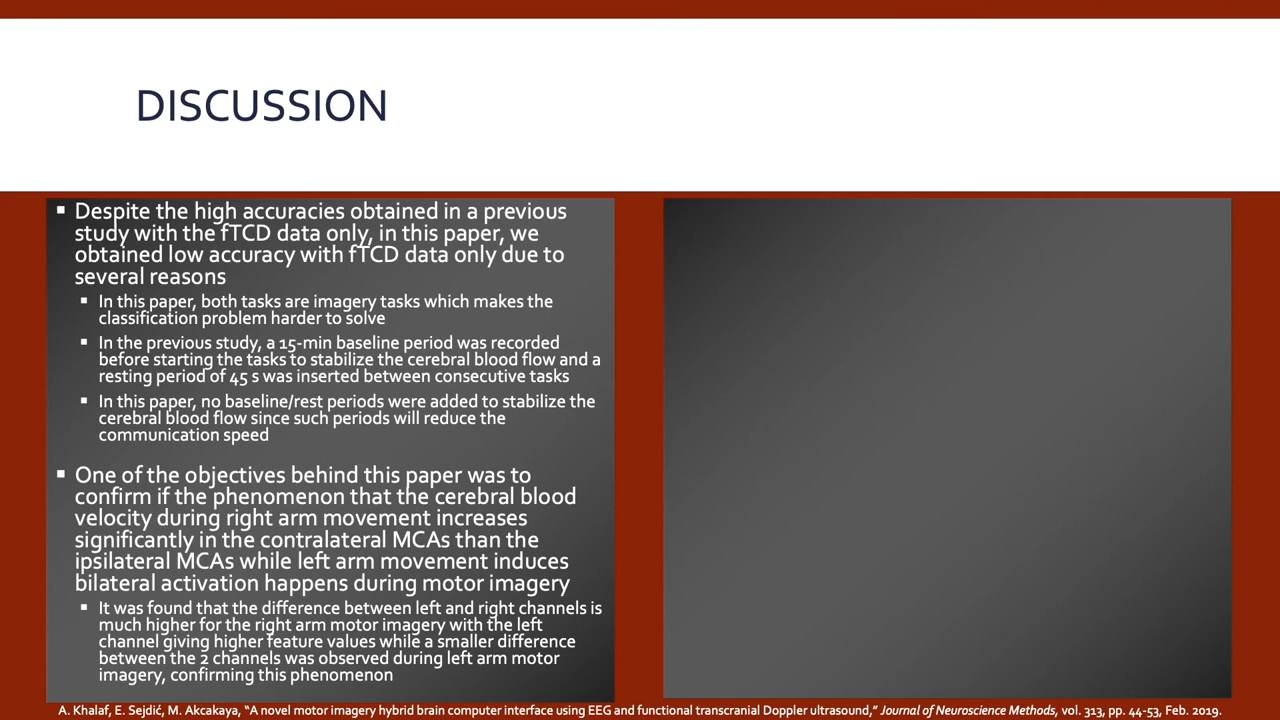 DISCUSSION
▪ Despite the high accuracies obtained in a previous
study with the fTCD data only, in this paper, we
obtained low accuracy with fTCD data only due to
several reasons
▪ In this paper, both tasks are imagery tasks which makes the
classification problem harder to solve
▪ In the previous study, a 15-min baseline period was recorded
before starting the tasks to stabilize the cerebral blood flow and a
resting period of 45 s was inserted between consecutive tasks
▪ In this paper, no baseline/rest periods were added to stabilize the
cerebral blood flow since such periods will reduce the
communication speed
▪ One of the objectives behind this paper was to
confirm if the phenomenon that the cerebral blood
velocity during right arm movement increases
significantly in the contralateral MCAs than the
ipsilateral MCAs while left arm movement induces
bilateral activation happens during motor imagery
▪ It was found that the difference between left and right channels is
much higher for the right arm motor imagery with the left
channel giving higher feature values while a smaller difference
between the 2 channels was observed during left arm motor
imagery, confirming this phenomenon
A. Khalaf, E. Sejdić, M. Akcakaya, “A novel motor imagery hybrid brain computer interface using EEG and functional transcranial Doppler ultrasound,” Journal of Neuroscience Methods, vol. 313, pp. 44-53, Feb. 2019.